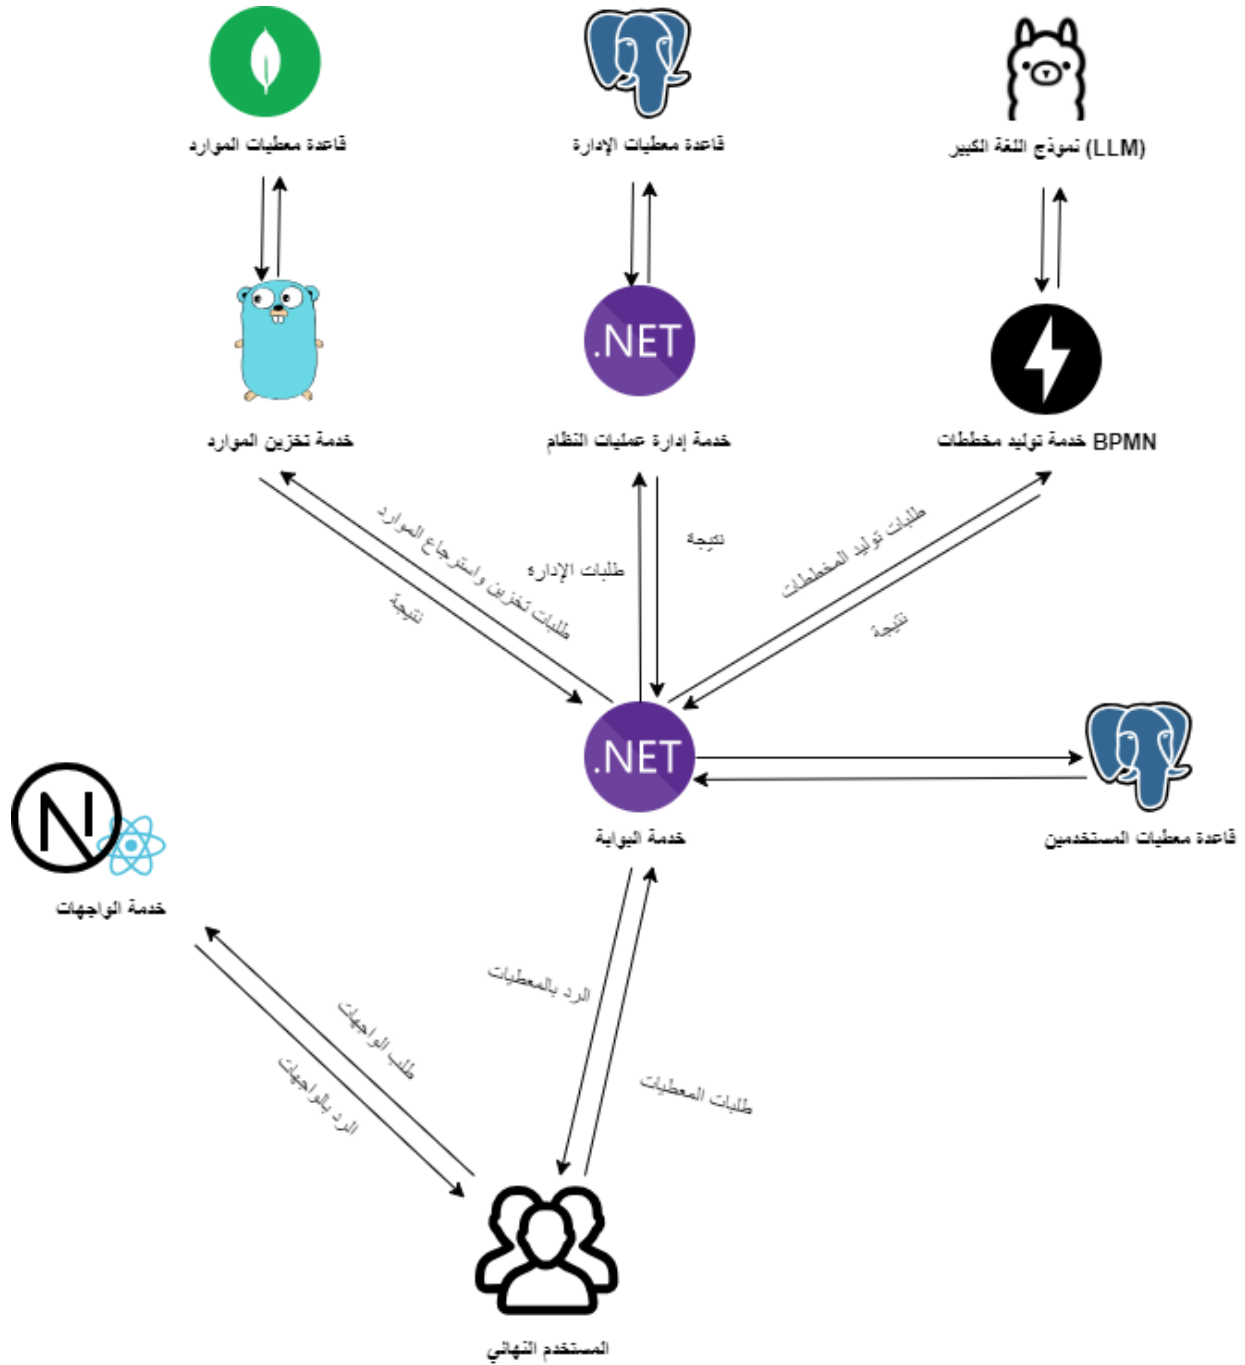 قاعدة معطيات الموارد
قاعدة معطيات الإدارة
نموذج اللغة الكبير (LLM)
.NET
خدمة تخزين الموارد
خدمة إدارة عمليات النظام
خدمة توليد مخططات BPMN
طلبات تخزين واسترجاع الموارد
نتيجة
طلبات الإدارة
نتيجة
طلبات توليد المخططات
نتيجة
.NET
خدمة البوابة
قاعدة معطيات المستخدمين
خدمة الواجهات
الرد بالمعطيات
طلبات المعطيات
طلب الواجهات
الرد بالواجهات
المستخدم النهائي